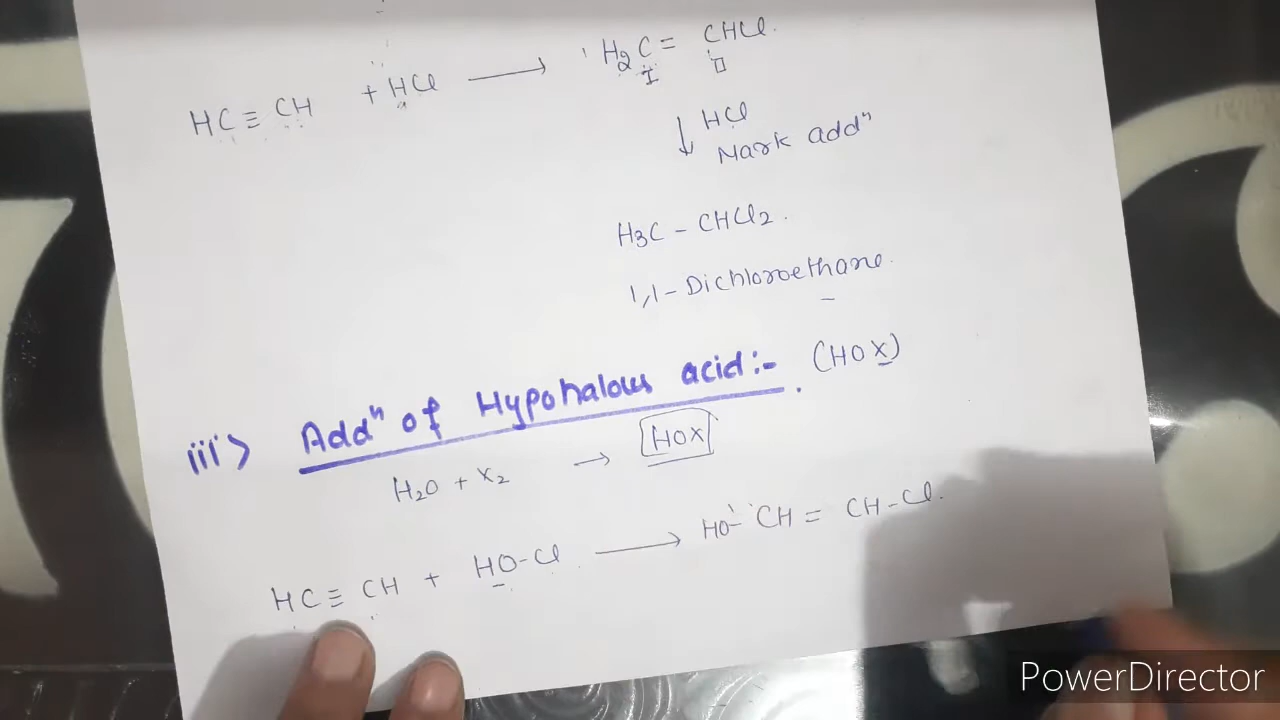 HC ≡ CH + HCl ⟶ H2C = CHCl.
I II
↓ HCl
Mark addⁿ
H3C - CHCl2.
1,1 - Dichloroethane.
iii> Addⁿ of Hypohalous acid :- (HOX)
H2O + X2 → HOX
HC ≡ CH + HO-Cl ⟶ HO- CH = CH-Cl.
PowerDirector